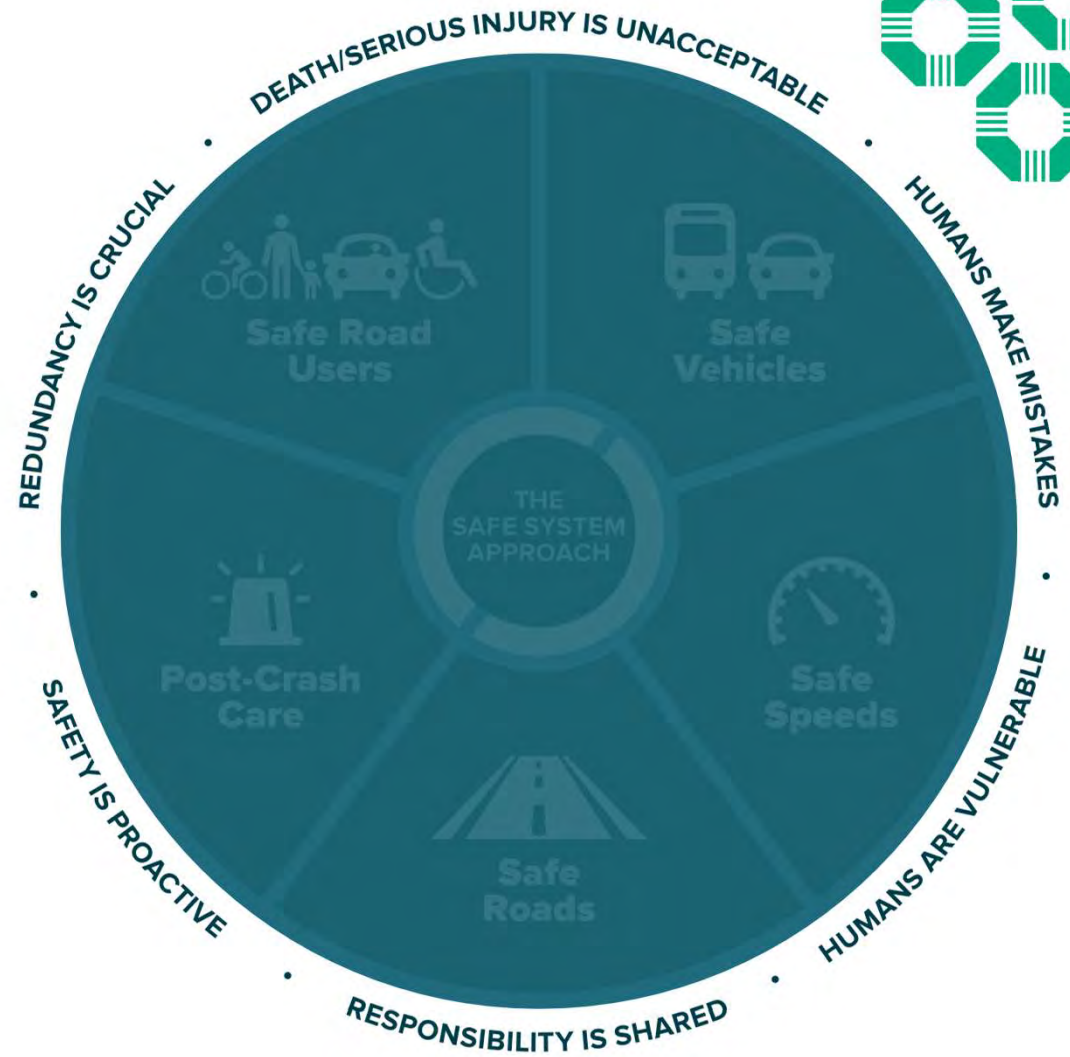 DEATH/SERIOUS INJURY IS UNACCEPTABLE
HUMANS MAKE MISTAKES
HUMANS ARE VULNERABLE
RESPONSIBILITY IS SHARED
SAFETY IS PROACTIVE
REDUNDANCY IS CRUCIAL
Safe Road
Users
Safe
Vehicles
Safe
Speeds
Safe
Roads
Post-Crash
Care
THE
SAFE SYSTEM
APPROACH